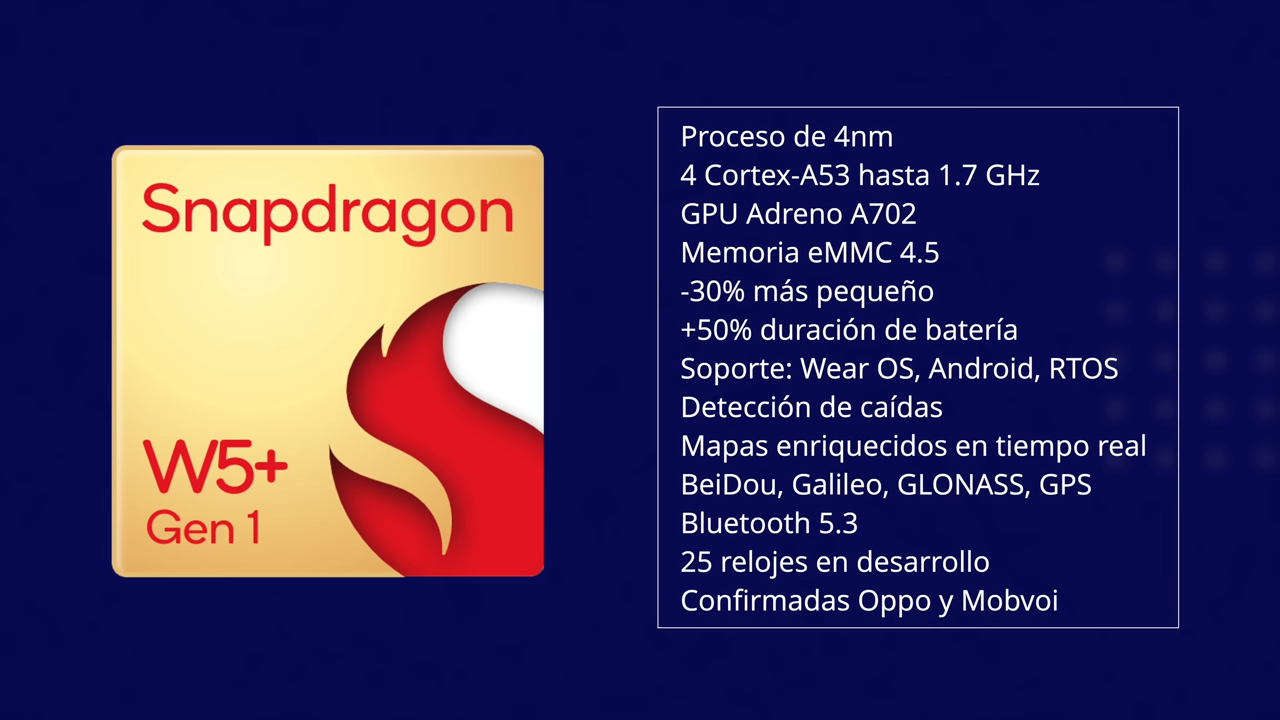 Snapdragon
W5+
Gen 1
Proceso de 4nm
4 Cortex-A53 hasta 1.7 GHz
GPU Adreno A702
Memoria eMMC 4.5
-30% más pequeño
+50% duración de batería
Soporte: Wear OS, Android, RTOS
Detección de caídas
Mapas enriquecidos en tiempo real
BeiDou, Galileo, GLONASS, GPS
Bluetooth 5.3
25 relojes en desarrollo
Confirmadas Oppo y Mobvoi